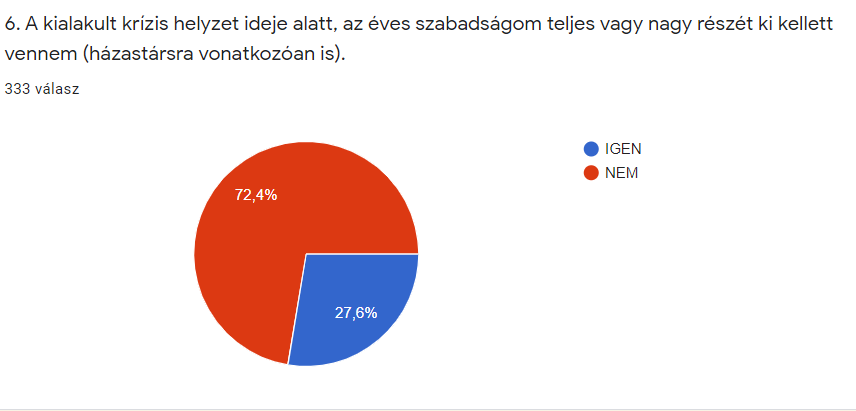 6. A kialakult krízis helyzet ideje alatt, az éves szabadságom teljes vagy nagy részét ki kellett
vennem (házastársra vonatkozóan is).
333 válasz
IGEN
NEM
72,4%
27,6%